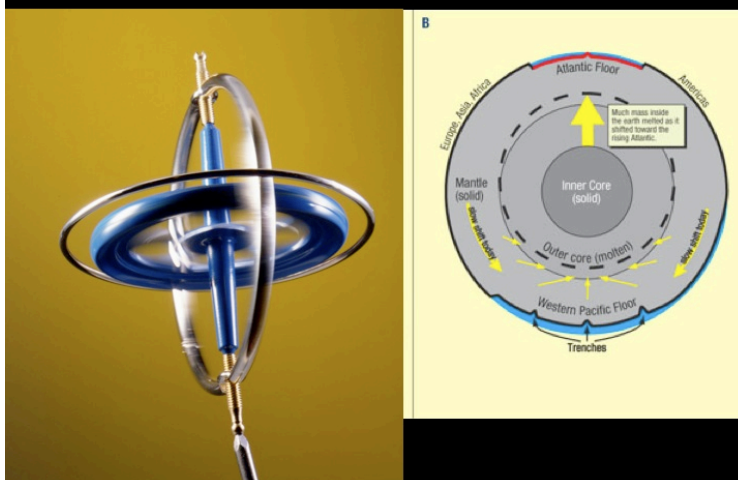 B
Atlantic Floor
Europe, Asia, Africa
Americas
Much mass inside
the earth melted as it
shifted toward the
rising Atlantic.
Mantle
(solid)
Inner Core
(solid)
slow shift today
slow shift today
Outer core (molten)
Western Pacific Floor
Trenches